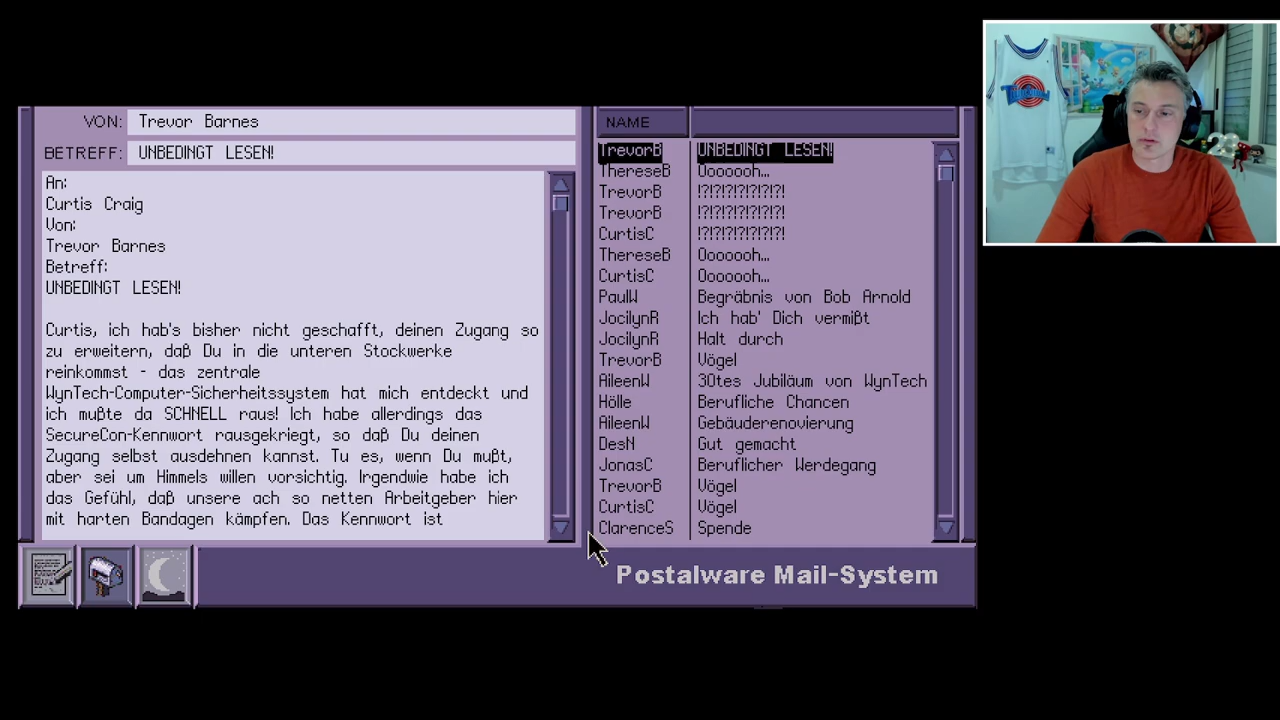 VON: Trevor Barnes
BETREFF: UNBEDINGT LESEN!
An:
Curtis Craig
Von:
Trevor Barnes
Betreff:
UNBEDINGT LESEN!
Curtis, ich hab's bisher nicht geschafft, deinen Zugang so
zu erweitern, daß Du in die unteren Stockwerke
reinkommst - das zentrale
WynTech-Computer-Sicherheitssystem hat mich entdeckt und
ich mußte da SCHNELL raus! Ich habe allerdings das
SecureCon-Kennwort rausgekriegt, so daß Du deinen
Zugang selbst ausdehnen kannst. Tu es, wenn Du mußt,
aber sei um Himmels willen vorsichtig. Irgendwie habe ich
das Gefühl, daß unsere ach so netten Arbeitgeber hier
mit harten Bandagen kämpfen. Das Kennwort ist
NAME
TrevorB UNBEDINGT LESEN!
ThereseB Ooooooh...
TrevorB !?!?!?!?!?!?!?!
TrevorB !?!?!?!?!?!?!?!
CurtisC !?!?!?!?!?!?!?!
ThereseB Ooooooh...
CurtisC Ooooooh...
PaulW Begräbnis von Bob Arnold
JocilynR Ich hab' Dich vermißt
JocilynR Halt durch
TrevorB Vögel
AileenW 30tes Jubiläum von WynTech
Hölle Berufliche Chancen
AileenW Gebäuderenovierung
DesN Gut gemacht
JonasC Beruflicher Werdegang
TrevorB Vögel
CurtisC Vögel
ClarenceS Spende
Postalware Mail-System